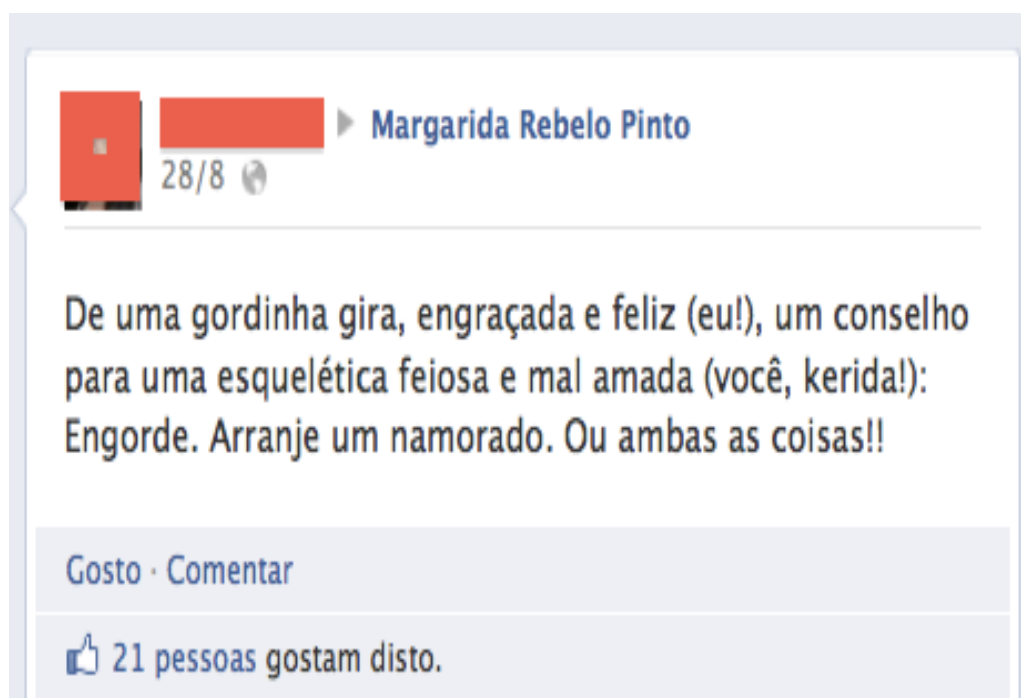 Margarida Rebelo Pinto
28/8
De uma gordinha gira, engraçada e feliz (eu!), um conselho
para uma esquelética feiosa e mal amada (você, kerida!):
Engorde. Arranje um namorado. Ou ambas as coisas!!
Gosto · Comentar
21 pessoas gostam disto.